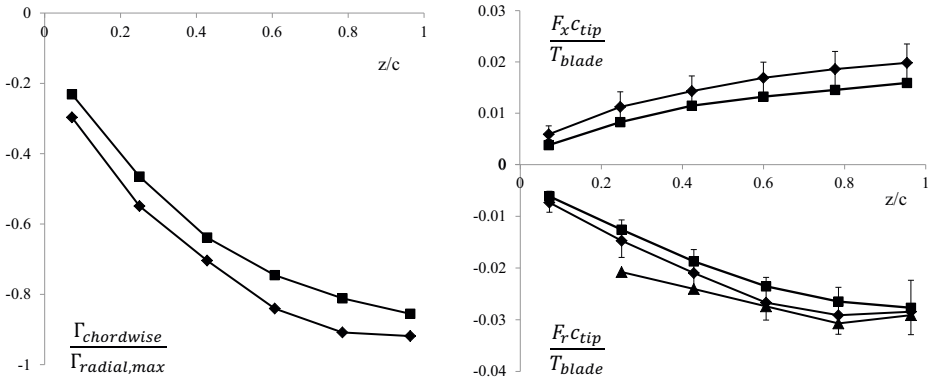 0
0 0.2 0.4 0.6 0.8 1
z/c
-0.2
-0.4
-0.6
-0.8
-1
Γchordwise
Γradial,max
0.03
Fxctip
Tblade
0.02
0.01
0
0 0.2 0.4 0.6 0.8 1
z/c
-0.01
-0.02
-0.03
Frctip
Tblade
-0.04